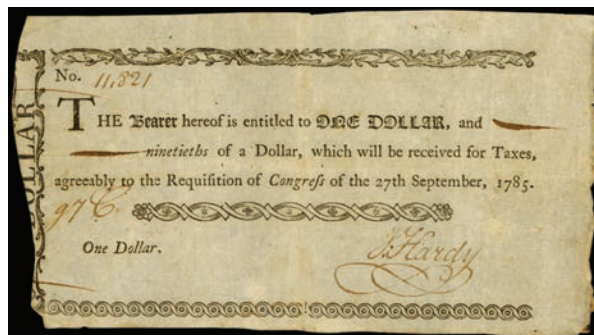 No. 11,821
THE Bearer hereof is entitled to ONE DOLLAR, and
ninetieths of a Dollar, which will be received for Taxes,
agreeably to the Requiſition of Congreſs of the 27th September, 1785.
97 C.
One Dollar.
J. Hardy
DOLLAR